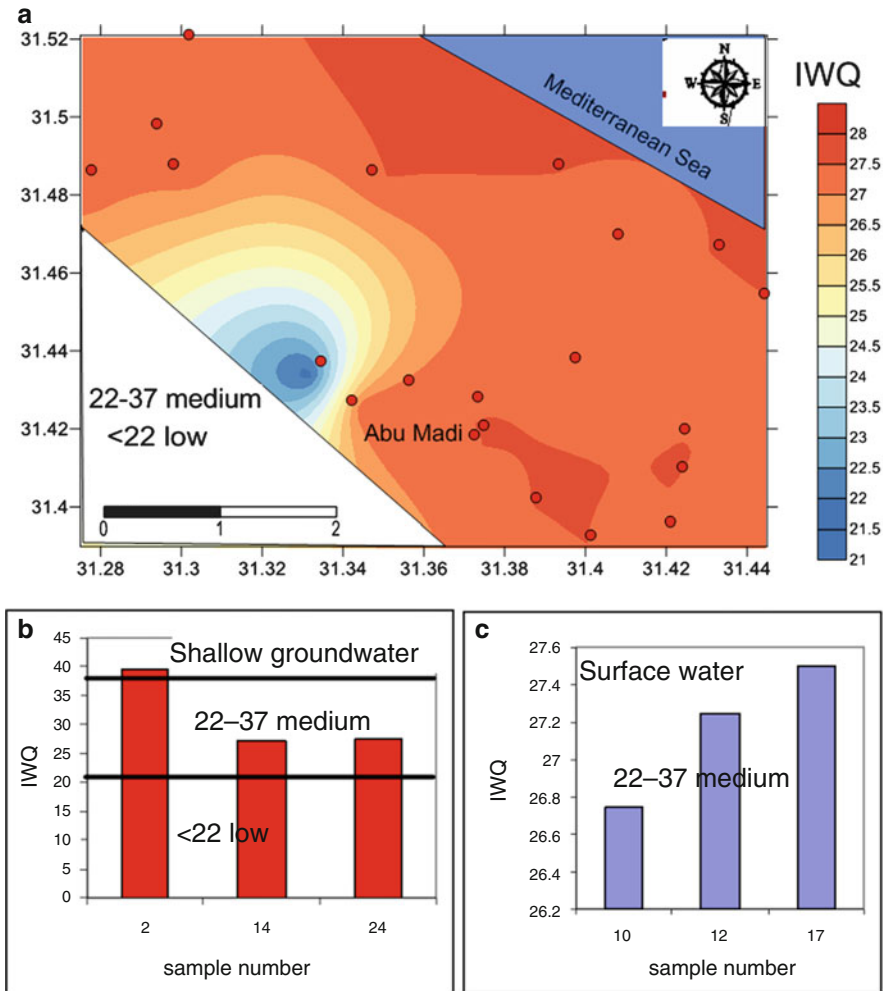 a
31.52
31.5
31.48
31.46
31.44
31.42
31.4
31.28
31.3
31.32
31.34
31.36
31.38
31.4
31.42
31.44
Mediterranean Sea
N
W
E
S
Abu Madi
22-37 medium
<22 low
0
1
2
IWQ
28
27.5
27
26.5
26
25.5
25
24.5
24
23.5
23
22.5
22
21.5
21
b
Shallow groundwater
22–37 medium
<22 low
IWQ
45
40
35
30
25
20
15
10
5
0
2
14
24
sample number
c
Surface water
22–37 medium
IWQ
27.6
27.4
27.2
27
26.8
26.6
26.4
26.2
10
12
17
sample number